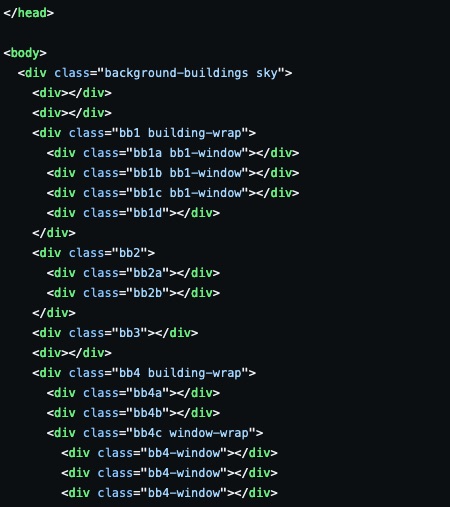 </head>

<body>
  <div class="background-buildings sky">
    <div></div>
    <div></div>
    <div class="bb1 building-wrap">
      <div class="bb1a bb1-window"></div>
      <div class="bb1b bb1-window"></div>
      <div class="bb1c bb1-window"></div>
      <div class="bb1d"></div>
    </div>
    <div class="bb2">
      <div class="bb2a"></div>
      <div class="bb2b"></div>
    </div>
    <div class="bb3"></div>
    <div></div>
    <div class="bb4 building-wrap">
      <div class="bb4a"></div>
      <div class="bb4b"></div>
      <div class="bb4c window-wrap">
        <div class="bb4-window"></div>
        <div class="bb4-window"></div>
        <div class="bb4-window"></div>